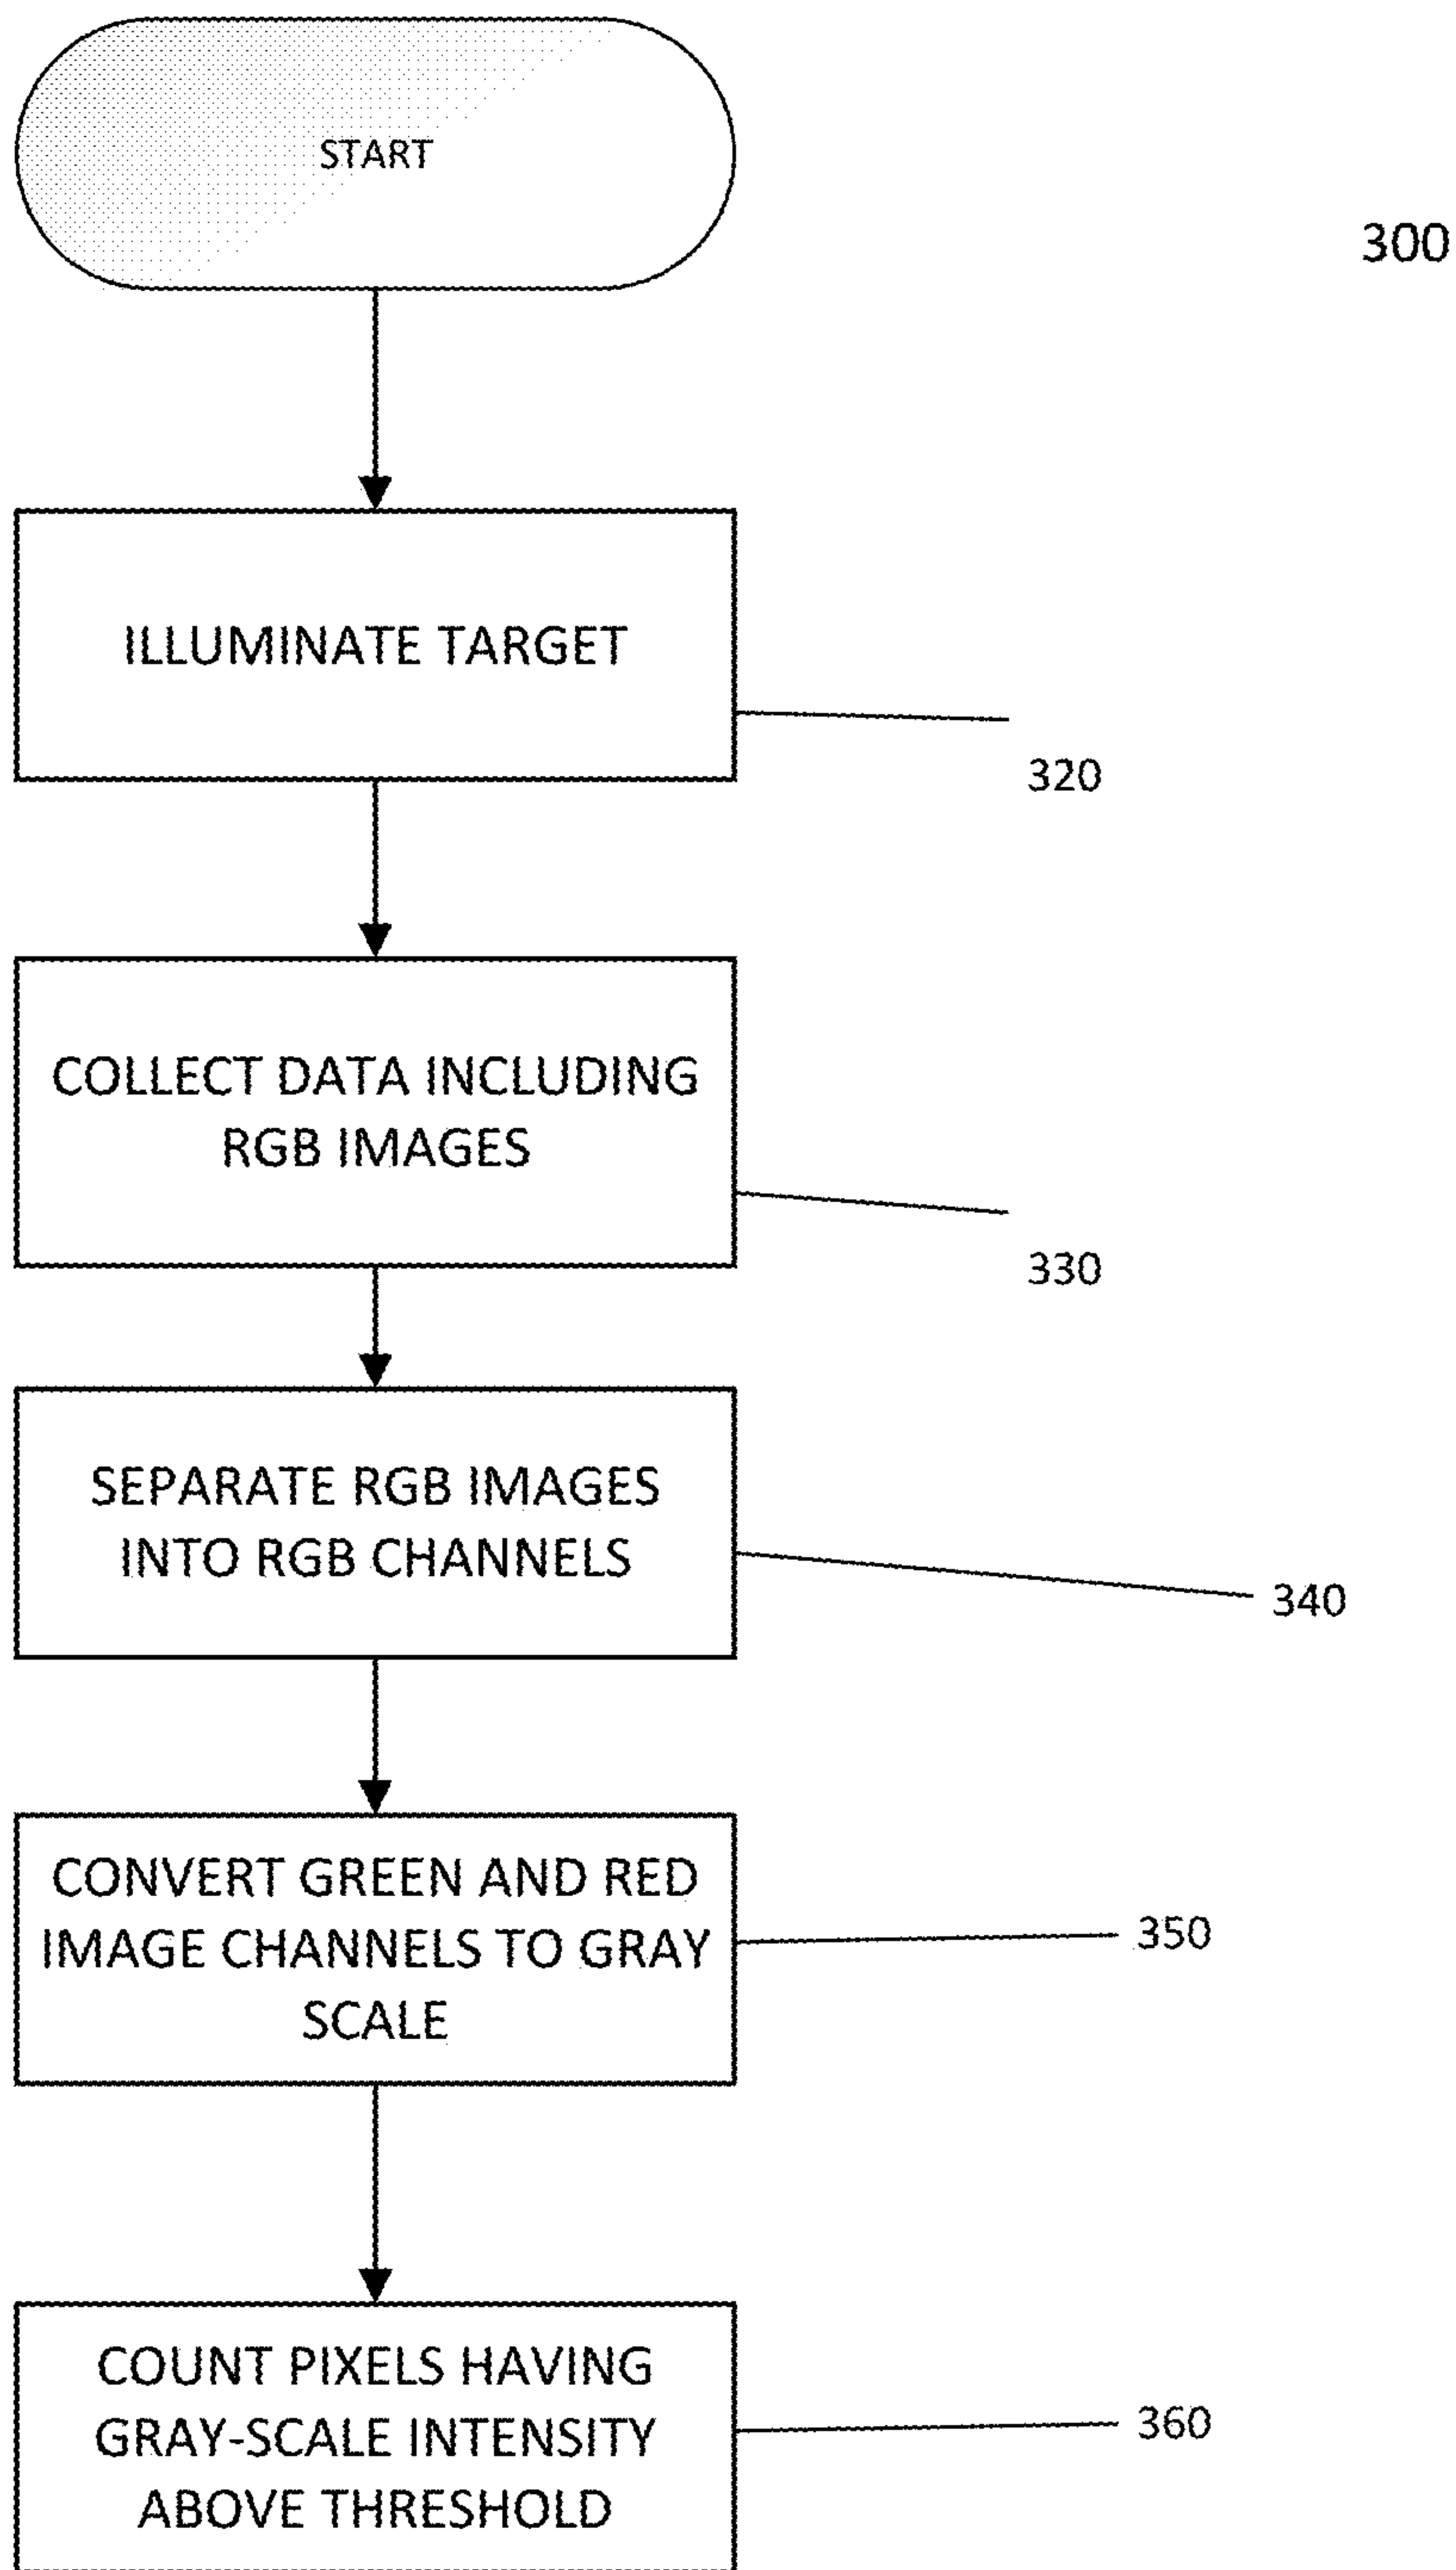 START
300
ILLUMINATE TARGET
320
COLLECT DATA INCLUDING
RGB IMAGES
330
SEPARATE RGB IMAGES
INTO RGB CHANNELS
340
CONVERT GREEN AND RED
IMAGE CHANNELS TO GRAY
SCALE
350
COUNT PIXELS HAVING
GRAY-SCALE INTENSITY
ABOVE THRESHOLD
360